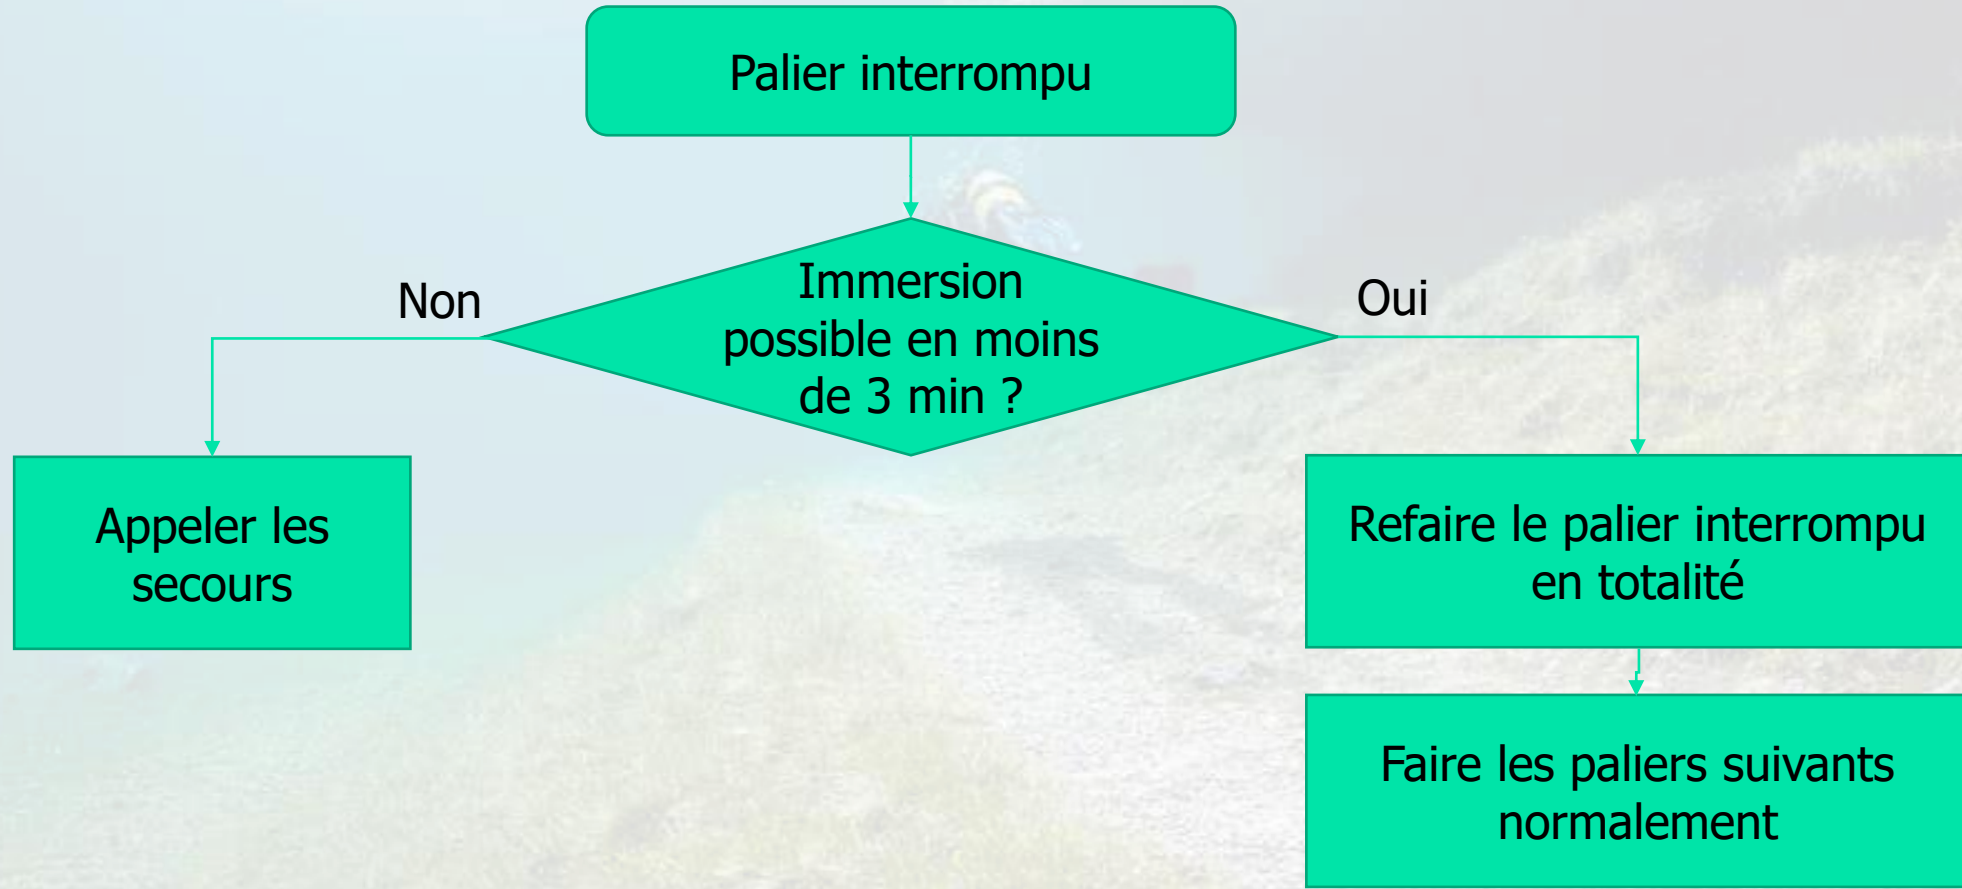 Palier interrompu
Immersion
possible en moins
de 3 min ?
Non
Oui
Appeler les
secours
Refaire le palier interrompu
en totalité
Faire les paliers suivants
normalement